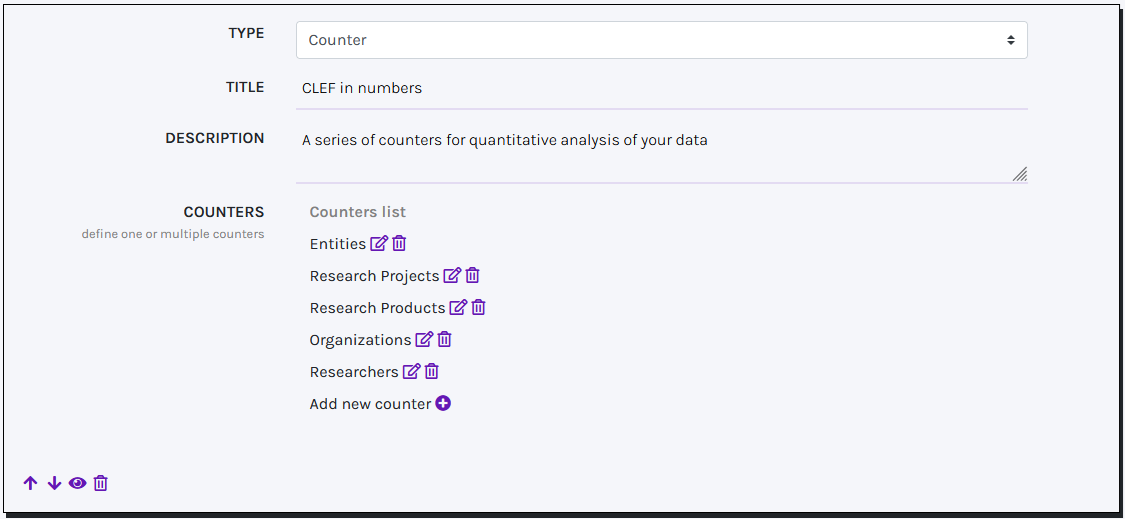 TYPE
Counter
TITLE
CLEF in numbers
DESCRIPTION
A series of counters for quantitative analysis of your data
COUNTERS
define one or multiple counters
Counters list
Entities
Research Projects
Research Products
Organizations
Researchers
Add new counter